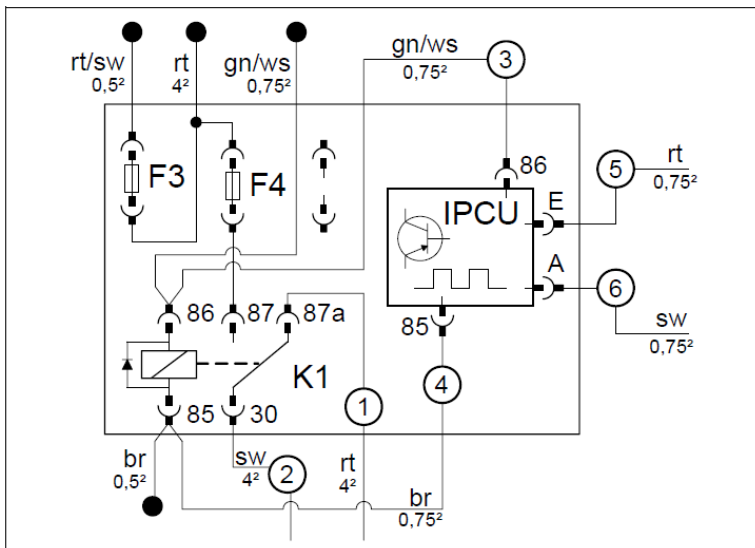 rt/sw
0,5²
rt
4²
gn/ws
0,75²
gn/ws
0,75²
3
F3
F4
86
5
rt
0,75²
IPCU
E
A
6
sw
0,75²
86
87
87a
85
K1
4
1
85
30
br
0,5²
sw
4²
2
rt
4²
br
0,75²